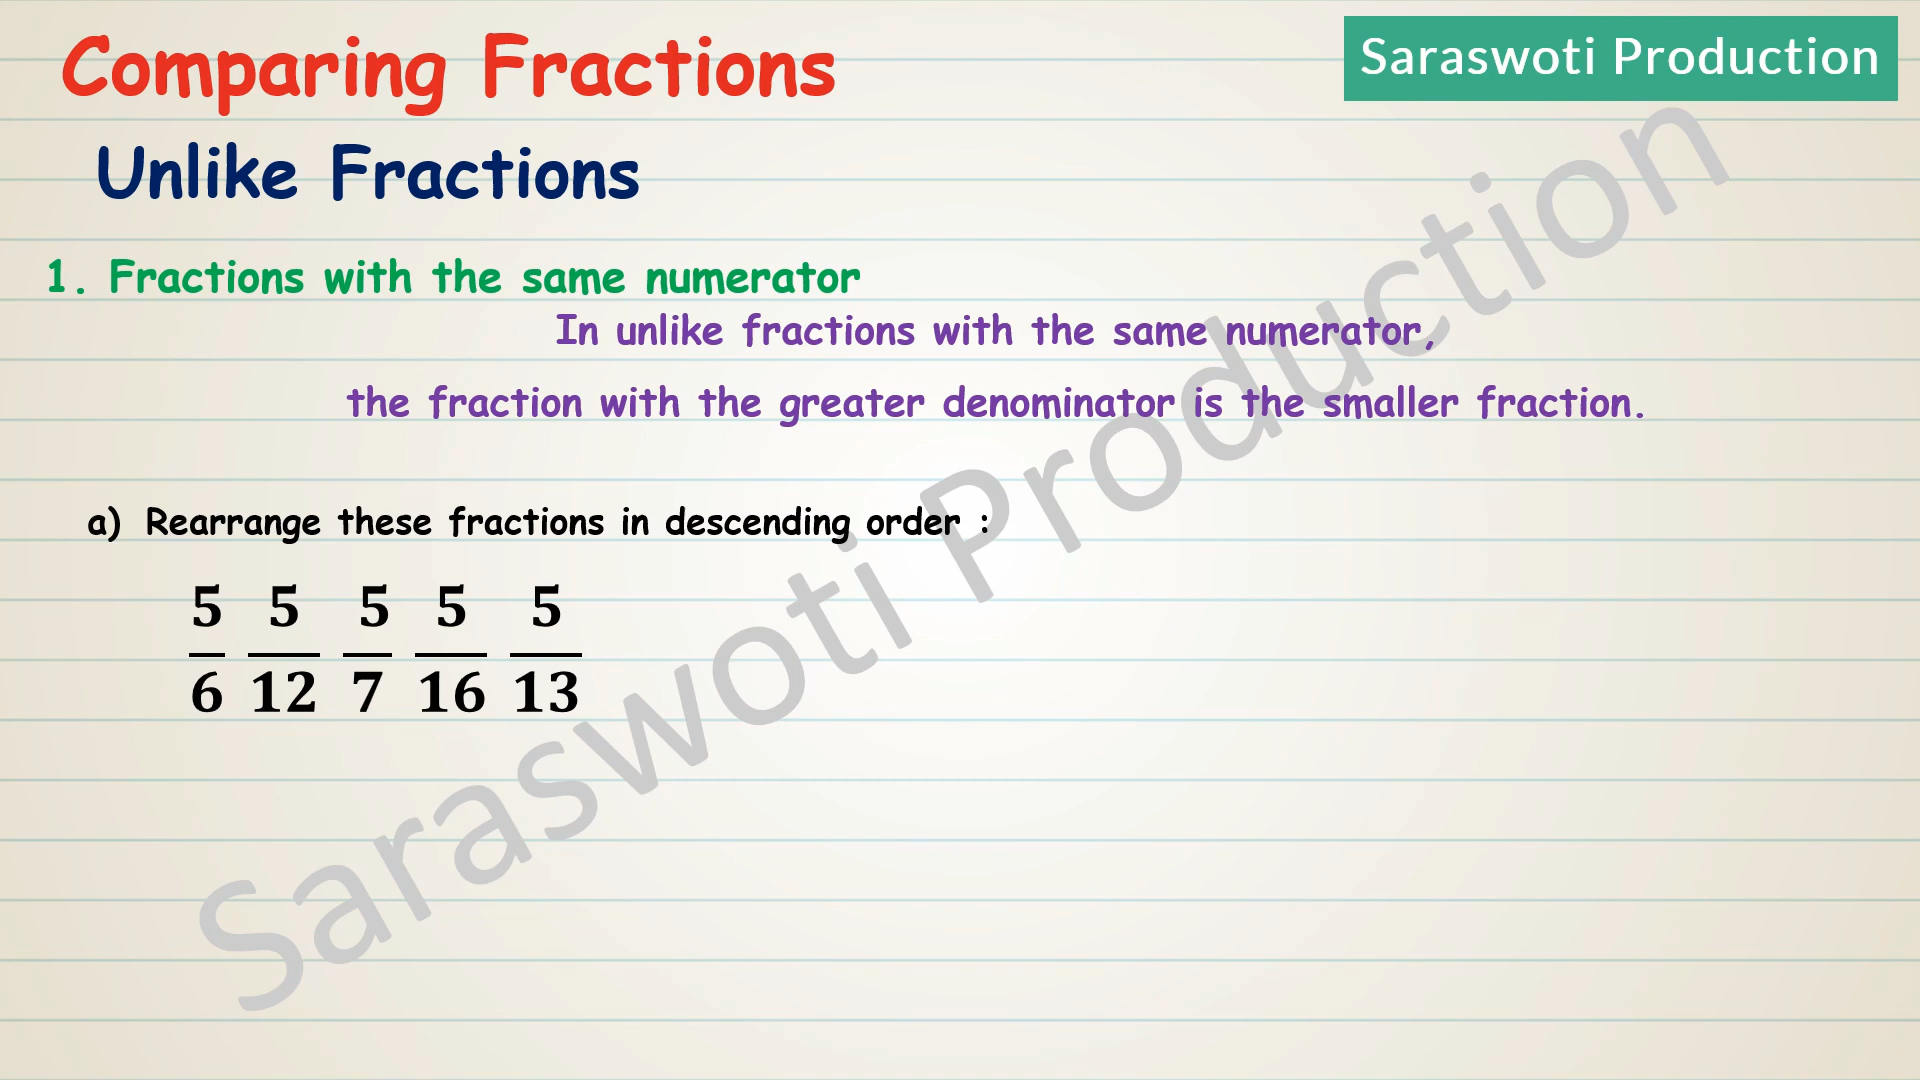 Comparing Fractions
Saraswoti Production
Unlike Fractions
1. Fractions with the same numerator
In unlike fractions with the same numerator,
the fraction with the greater denominator is the smaller fraction.
a) Rearrange these fractions in descending order :
5 5 5 5 5
6 12 7 16 13
Saraswoti Production